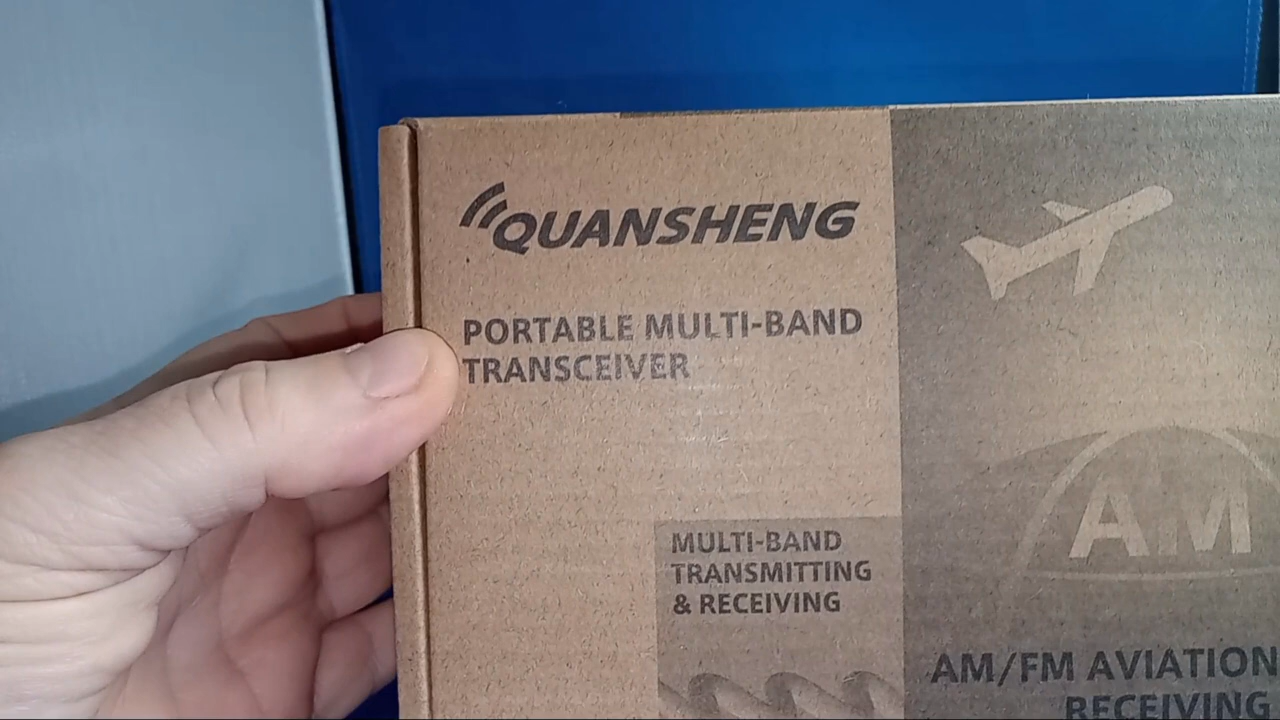 QUANSHENG
PORTABLE MULTI-BAND
TRANSCEIVER
MULTI-BAND
TRANSMITTING
& RECEIVING
AM
AM/FM AVIATION
RECEIVING